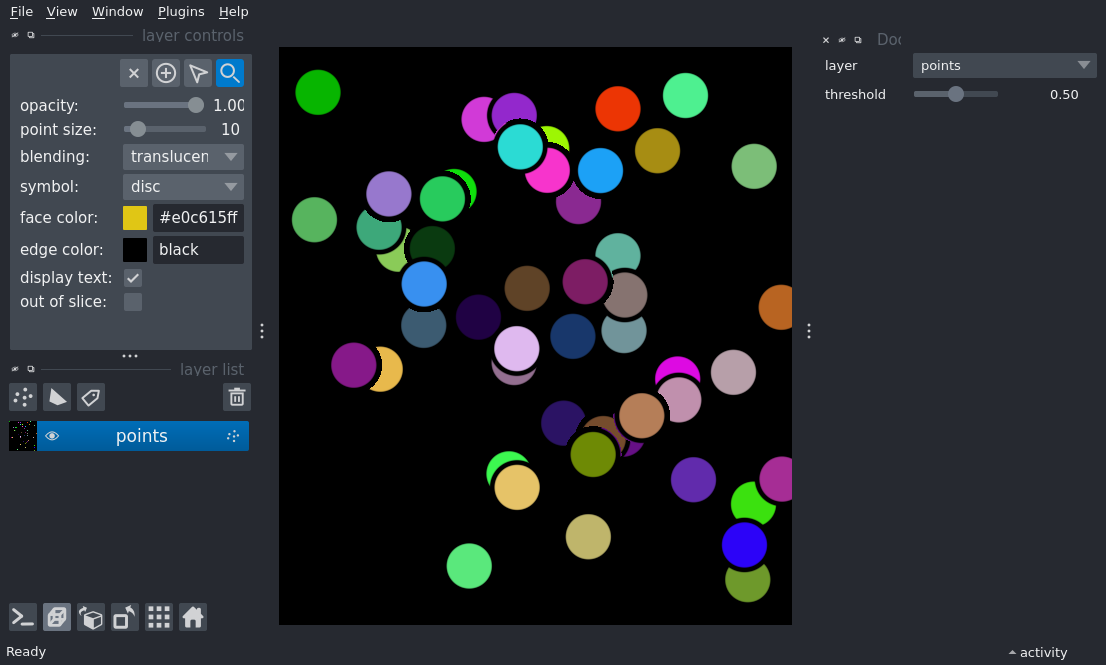 File View Window Plugins Help
layer controls
opacity: 1.00
point size: 10
blending: translucen
symbol: disc
face color: #e0c615ff
edge color: black
display text:
out of slice:
layer list
points
Ready
Doc
layer points
threshold 0.50
activity